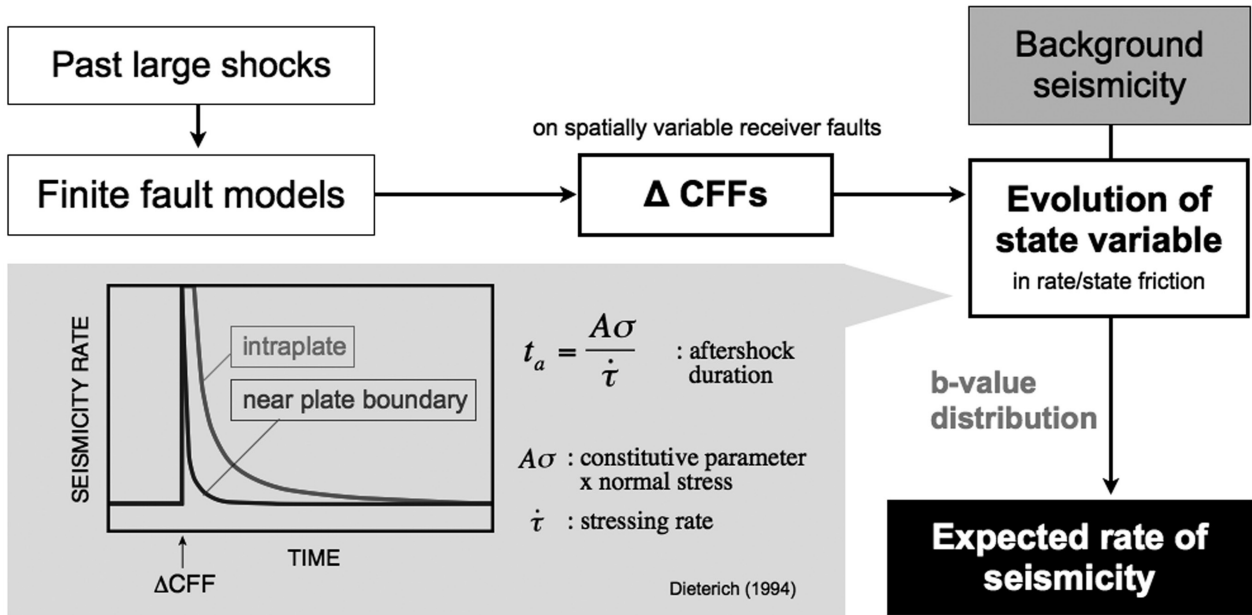 Past large shocks
Background
seismicity
on spatially variable receiver faults
Finite fault models
Δ CFFs
Evolution of
state variable
in rate/state friction
SEISMICITY RATE
intraplate
near plate boundary
TIME
ΔCFF
t_a = Aσ / τ̇ : aftershock
duration
Aσ : constitutive parameter
x normal stress
τ̇ : stressing rate
Dieterich (1994)
b-value
distribution
Expected rate of
seismicity